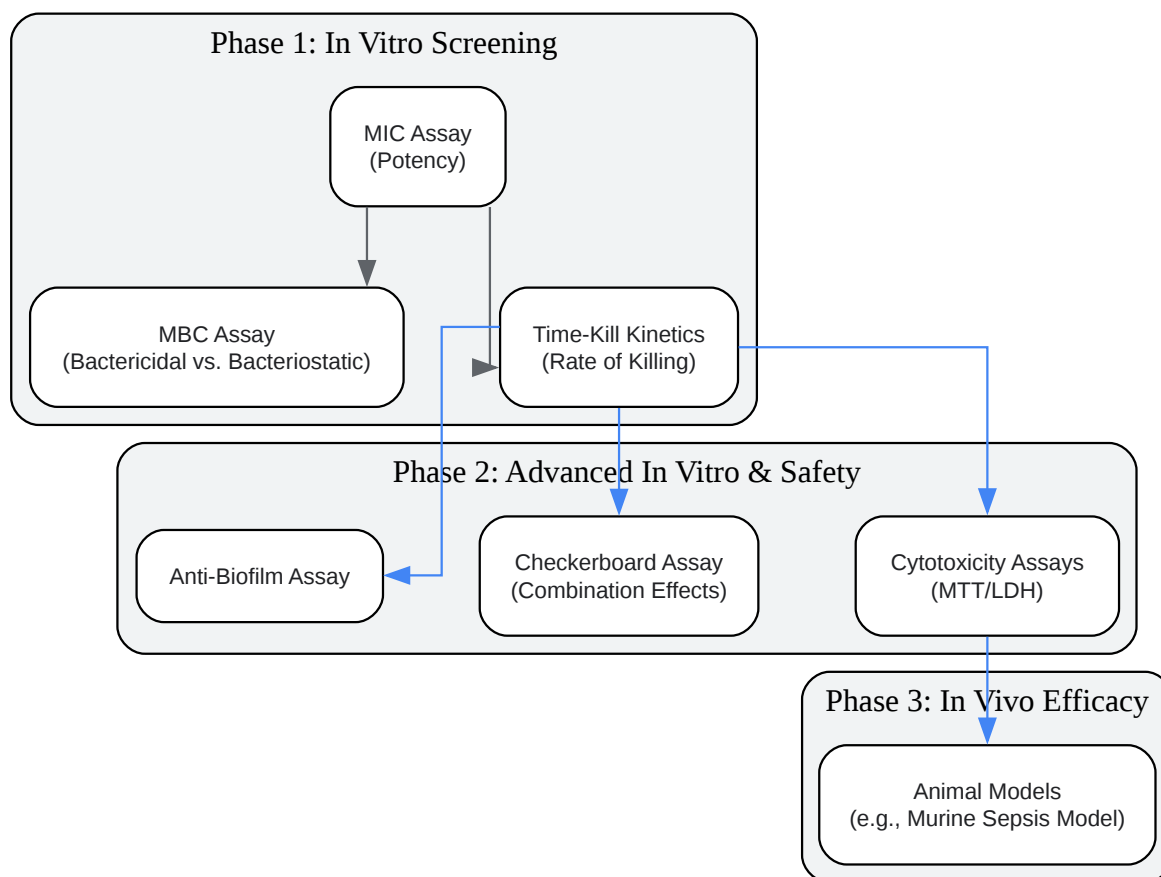 Phase 1: In Vitro Screening
MIC Assay
(Potency)
MBC Assay
(Bactericidal vs. Bacteriostatic)
Time-Kill Kinetics
(Rate of Killing)
Phase 2: Advanced In Vitro & Safety
Anti-Biofilm Assay
Checkerboard Assay
(Combination Effects)
Cytotoxicity Assays
(MTT/LDH)
Phase 3: In Vivo Efficacy
Animal Models
(e.g., Murine Sepsis Model)